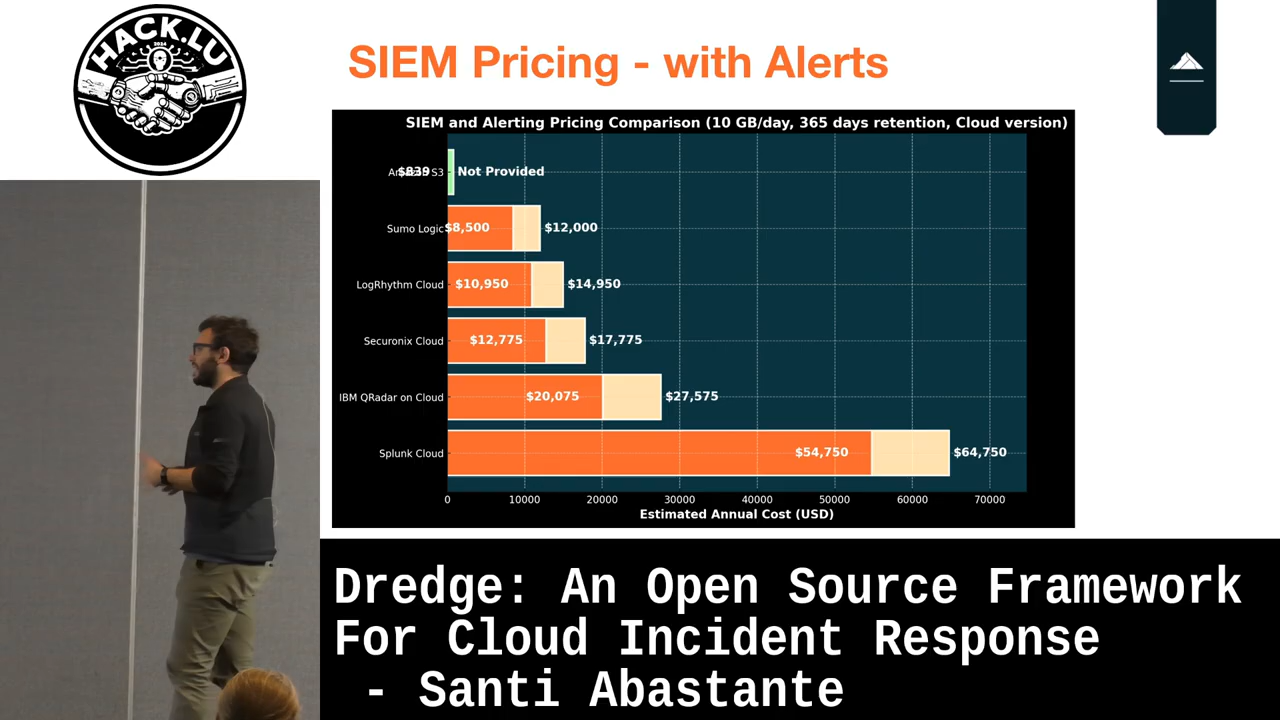 HACK.LU
2024
SIEM Pricing - with Alerts
SIEM and Alerting Pricing Comparison (10 GB/day, 365 days retention, Cloud version)
Amazon S3 $839 Not Provided
Sumo Logic $8,500 $12,000
LogRhythm Cloud $10,950 $14,950
Securonix Cloud $12,775 $17,775
IBM QRadar on Cloud $20,075 $27,575
Splunk Cloud $54,750 $64,750
0 10000 20000 30000 40000 50000 60000 70000
Estimated Annual Cost (USD)
Dredge: An Open Source Framework
For Cloud Incident Response
- Santi Abastante